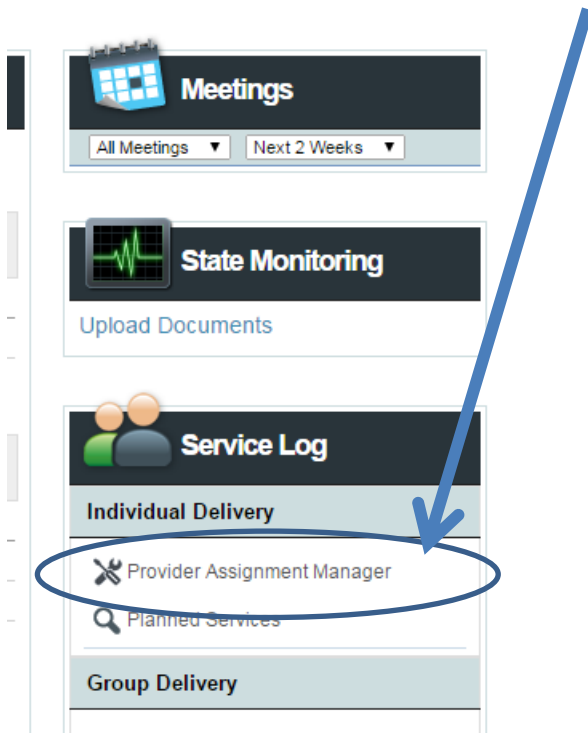 Meetings
All Meetings Next 2 Weeks
State Monitoring
Upload Documents
Service Log
Individual Delivery
Provider Assignment Manager
Planned Services
Group Delivery